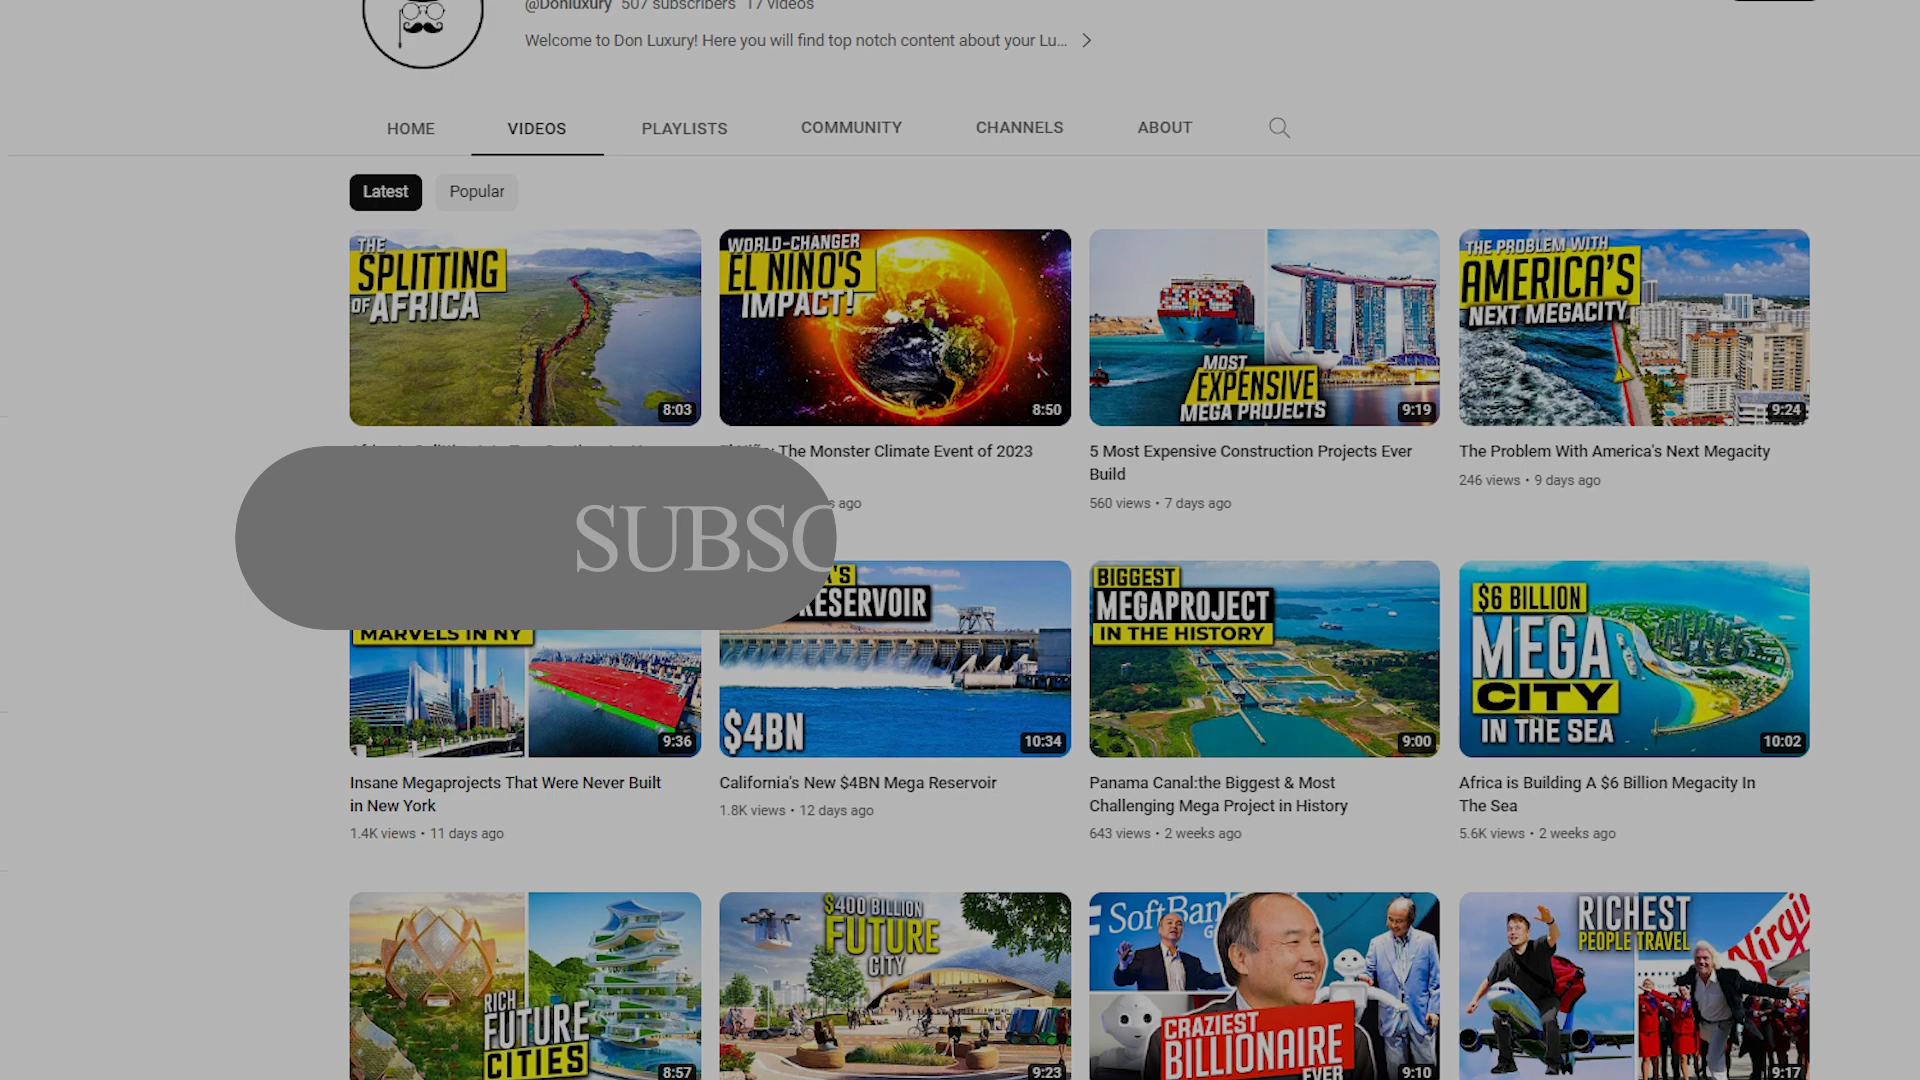 @Donluxury 507 subscribers 17 videos
Welcome to Don Luxury! Here you will find top notch content about your Lu...
HOME
VIDEOS
PLAYLISTS
COMMUNITY
CHANNELS
ABOUT
Latest
Popular
THE
SPLITTING
OF AFRICA
8:03
WORLD-CHANGER
EL NINO'S
IMPACT!
8:50
MOST
EXPENSIVE
MEGA PROJECTS
9:19
THE PROBLEM WITH
AMERICA'S
NEXT MEGACITY
9:24
The Monster Climate Event of 2023
ago
5 Most Expensive Construction Projects Ever
Build
560 views • 7 days ago
The Problem With America's Next Megacity
246 views • 9 days ago
SUBSC
MARVELS IN NY
9:36
RESERVOIR
$4BN
10:34
BIGGEST
MEGAPROJECT
IN THE HISTORY
9:00
$6 BILLION
MEGA
CITY
IN THE SEA
10:02
Insane Megaprojects That Were Never Built
in New York
1.4K views • 11 days ago
California's New $4BN Mega Reservoir
1.8K views • 12 days ago
Panama Canal:the Biggest & Most
Challenging Mega Project in History
643 views • 2 weeks ago
Africa is Building A $6 Billion Megacity In
The Sea
5.6K views • 2 weeks ago
RICH
FUTURE
CITIES
8:57
$400 BILLION
FUTURE
CITY
9:23
SoftBank
CRAZIEST
BILLIONAIRE
EVER
9:10
RICHEST
PEOPLE TRAVEL
Virgin
9:17